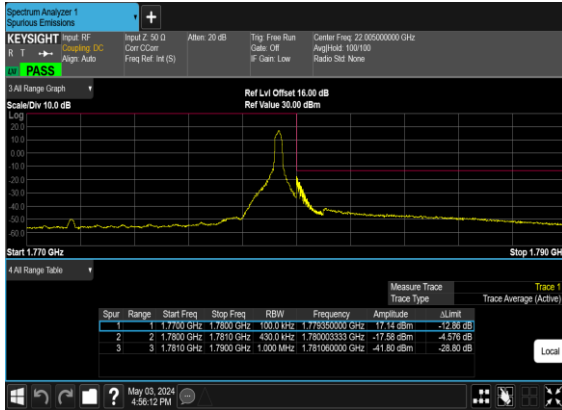 Spectrum Analyzer 1
Spurious Emissions
+
KEYSIGHT Input: RF Input Z: 50 Ω Atten: 20 dB Trig: Free Run Center Freq: 22.005000000 GHz
R T Coupling: DC Corr CCorr Gate: Off Avg|Hold: 100/100
Align: Auto Freq Ref: Int (S) IF Gain: Low Radio Std: None
PASS
3 All Range Graph
Ref Lvl Offset 16.00 dB
Scale/Div 10.0 dB Ref Value 30.00 dBm
Log
20.0
10.0
0.00
-10.0
-20.0
-30.0
-40.0
-50.0
-60.0
Start 1.770 GHz Stop 1.790 GH
4 All Range Table
Measure Trace Trace 1
Trace Type Trace Average (Active)
Spur Range Start Freq Stop Freq RBW Frequency Amplitude ΔLimit
1 1 1.7700 GHz 1.7800 GHz 100.0 kHz 1.779350000 GHz 17.14 dBm -12.86 dB
2 2 1.7800 GHz 1.7810 GHz 430.0 kHz 1.780003333 GHz -17.58 dBm -4.576 dB
3 3 1.7810 GHz 1.7900 GHz 1.000 MHz 1.781060000 GHz -41.80 dBm -28.80 dB
Local
? May 03, 2024
4:56:12 PM